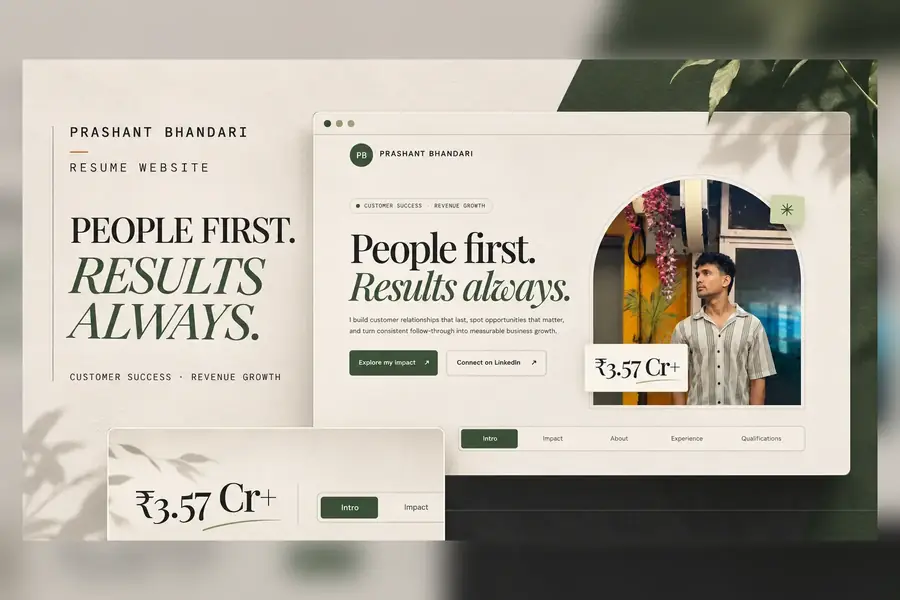 PRASHANT BHANDARI
RESUME WEBSITE
PEOPLE FIRST.
RESULTS
ALWAYS.
CUSTOMER SUCCESS · REVENUE GROWTH
PB PRASHANT BHANDARI
CUSTOMER SUCCESS · REVENUE GROWTH
People first.
Results always.
I build customer relationships that last, spot opportunities that matter,
and turn consistent follow-through into measurable business growth.
Explore my impact ↗ Connect on LinkedIn ↗
₹3.57 Cr+
Intro Impact About Experience Qualifications
₹3.57 Cr+
Intro Impact